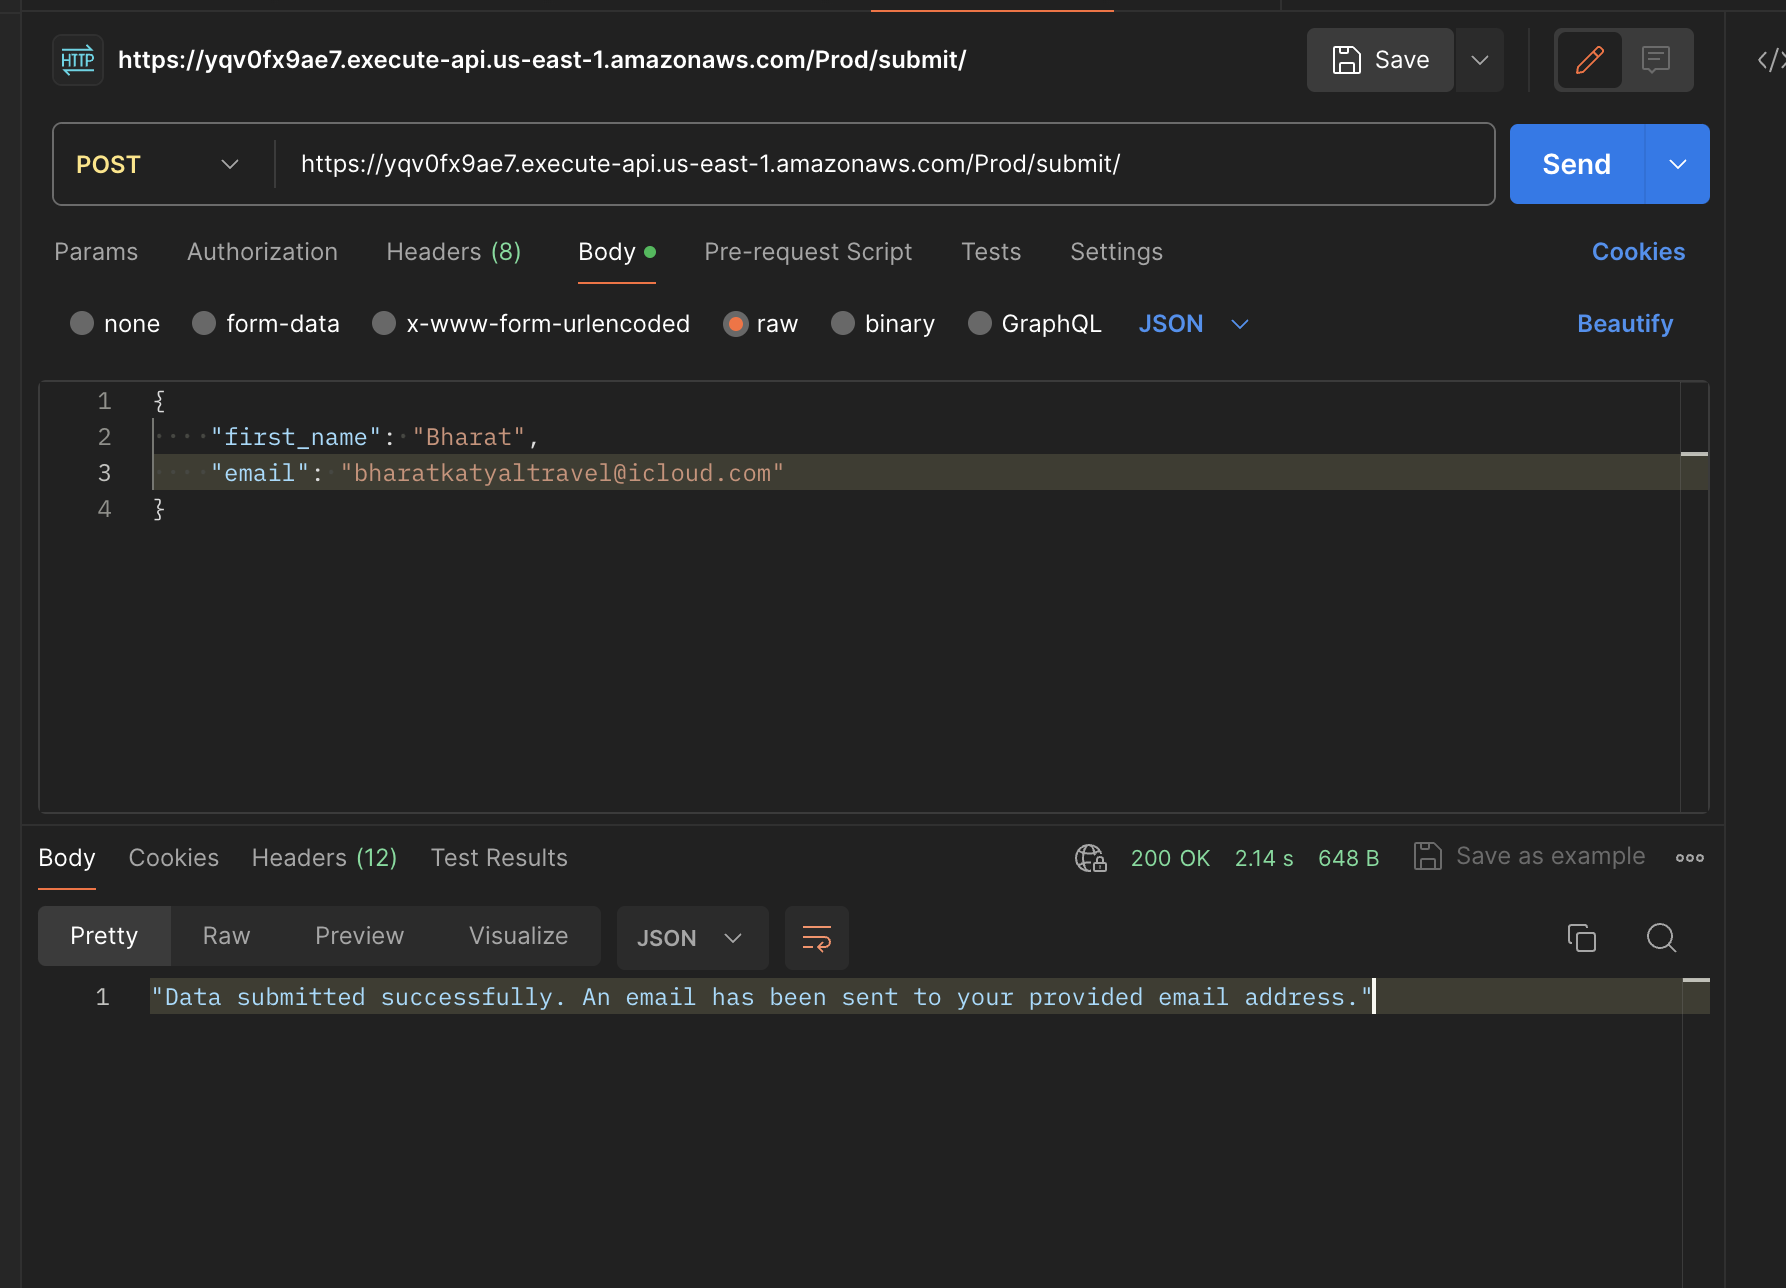 HTTP https://yqv0fx9ae7.execute-api.us-east-1.amazonaws.com/Prod/submit/ Save </>
POST https://yqv0fx9ae7.execute-api.us-east-1.amazonaws.com/Prod/submit/ Send
Params Authorization Headers (8) Body Pre-request Script Tests Settings Cookies
none form-data x-www-form-urlencoded raw binary GraphQL JSON Beautify
1 {
2 "first_name": "Bharat",
3 "email": "bharatkatyaltravel@icloud.com"
4 }
Body Cookies Headers (12) Test Results 200 OK 2.14 s 648 B Save as example
Pretty Raw Preview Visualize JSON
1 "Data submitted successfully. An email has been sent to your provided email address."